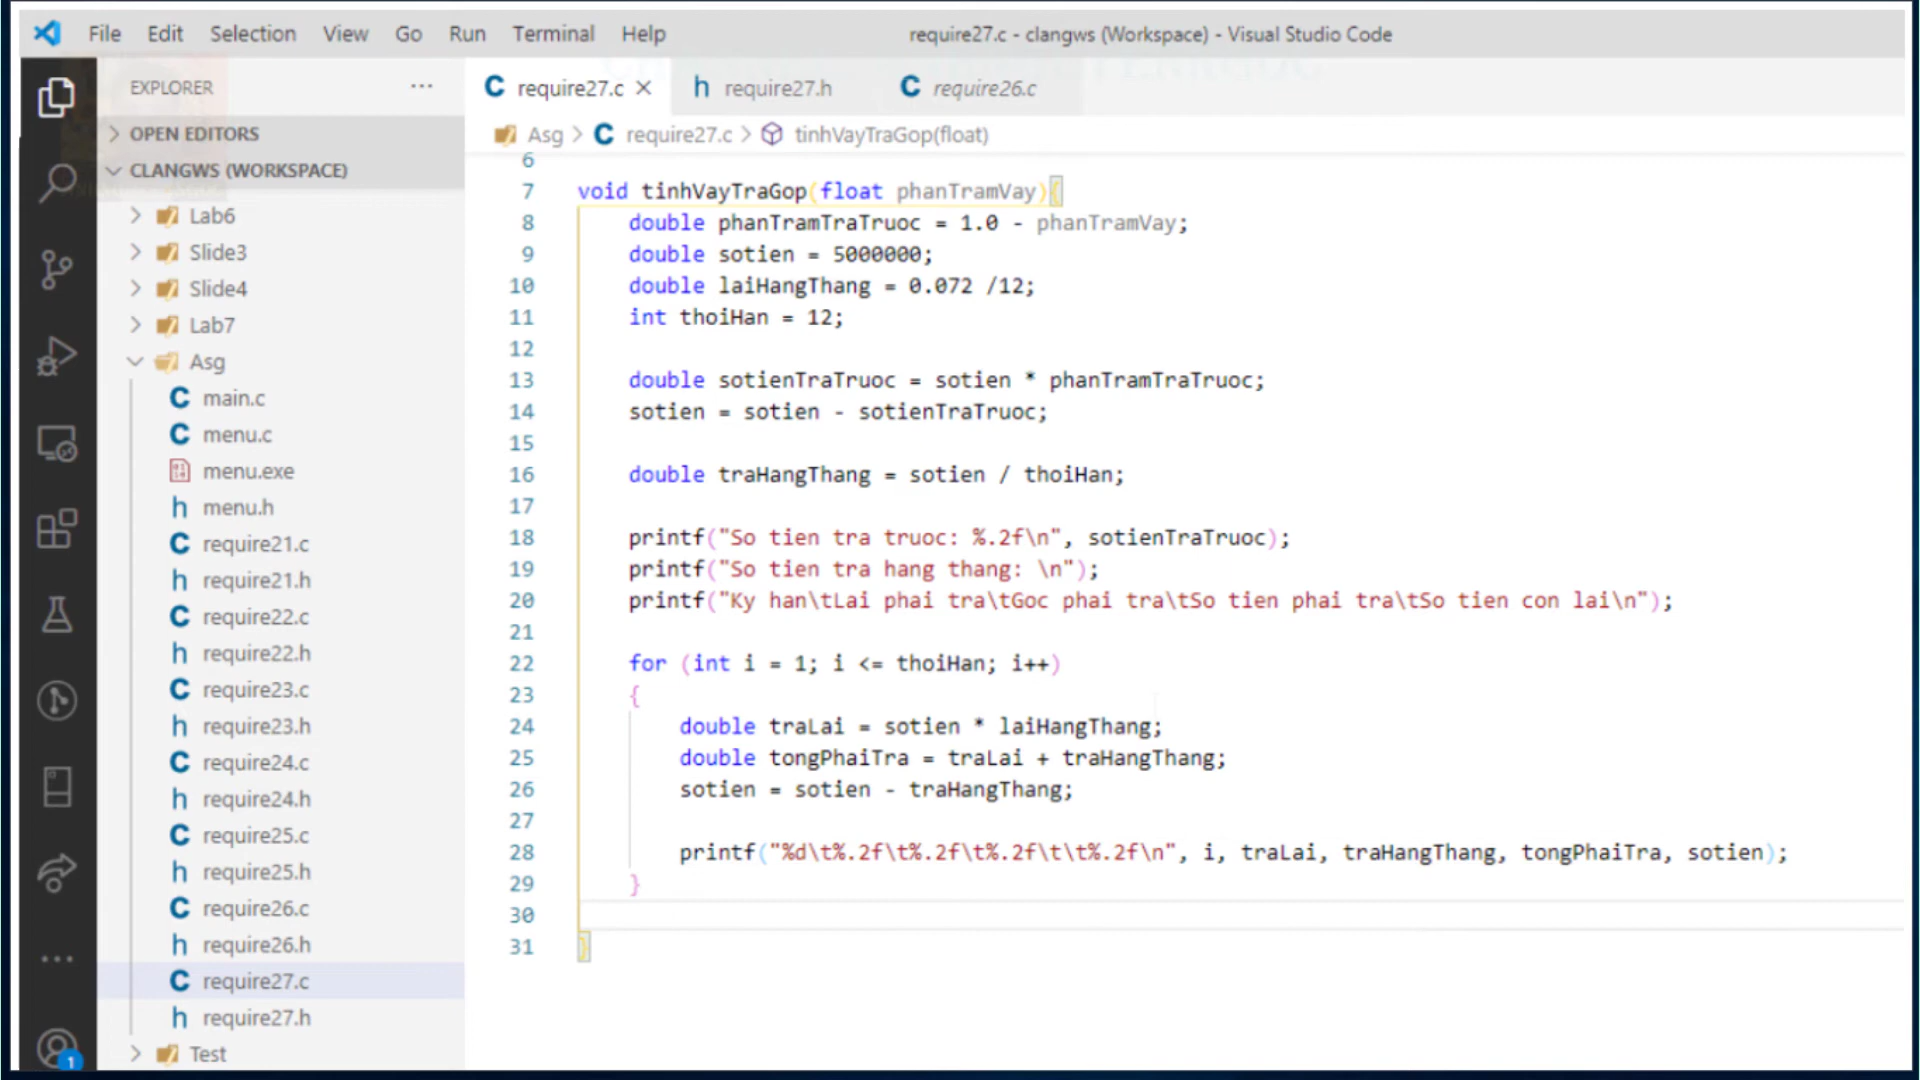 File Edit Selection View Go Run Terminal Help
require27.c - clangws (Workspace) - Visual Studio Code
EXPLORER
OPEN EDITORS
CLANGWS (WORKSPACE)
Lab6
Slide3
Slide4
Lab7
Asg
main.c
menu.c
menu.exe
menu.h
require21.c
require21.h
require22.c
require22.h
require23.c
require23.h
require24.c
require24.h
require25.c
require25.h
require26.c
require26.h
require27.c
require27.h
Test
1
require27.c require27.h require26.c
Asg > require27.c > tinhVayTraGop(float)
6
7 void tinhVayTraGop(float phanTramVay){
8 double phanTramTraTruoc = 1.0 - phanTramVay;
9 double sotien = 5000000;
10 double laiHangThang = 0.072 /12;
11 int thoiHan = 12;
12
13 double sotienTraTruoc = sotien * phanTramTraTruoc;
14 sotien = sotien - sotienTraTruoc;
15
16 double traHangThang = sotien / thoiHan;
17
18 printf("So tien tra truoc: %.2f\n", sotienTraTruoc);
19 printf("So tien tra hang thang: \n");
20 printf("Ky han\tLai phai tra\tGoc phai tra\tSo tien phai tra\tSo tien con lai\n");
21
22 for (int i = 1; i <= thoiHan; i++)
23 {
24 double traLai = sotien * laiHangThang;
25 double tongPhaiTra = traLai + traHangThang;
26 sotien = sotien - traHangThang;
27
28 printf("%d\t%.2f\t%.2f\t%.2f\t\t%.2f\n", i, traLai, traHangThang, tongPhaiTra, sotien);
29 }
30
31 }